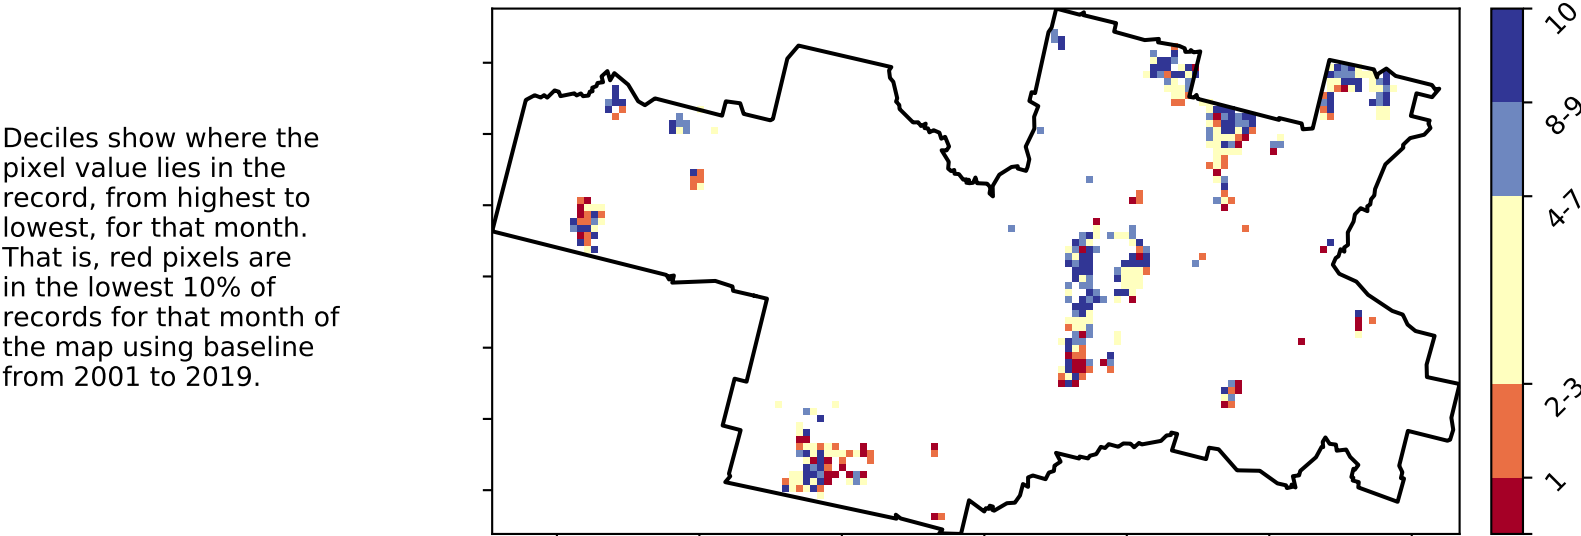 Deciles show where the
pixel value lies in the
record, from highest to
lowest, for that month.
That is, red pixels are
in the lowest 10% of
records for that month of
the map using baseline
from 2001 to 2019.
10
8-9
4-7
2-3
1